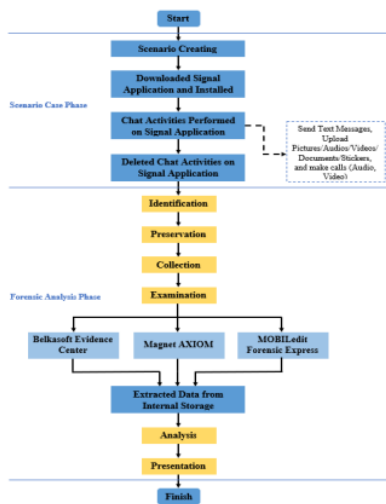 Start
Scenario Creating
Downloaded Signal
Application and Installed
Scenario Case Phase
Chat Activities Performed
on Signal Application
Send Text Messages,
Upload
Pictures/Audios/Videos/
Documents/Stickers,
and make calls (Audio,
Video)
Deleted Chat Activities on
Signal Application
Identification
Preservation
Collection
Forensic Analysis Phase
Examination
Belkasoft Evidence
Center
Magnet AXIOM
MOBILedit
Forensic Express
Extracted Data from
Internal Storage
Analysis
Presentation
Finish